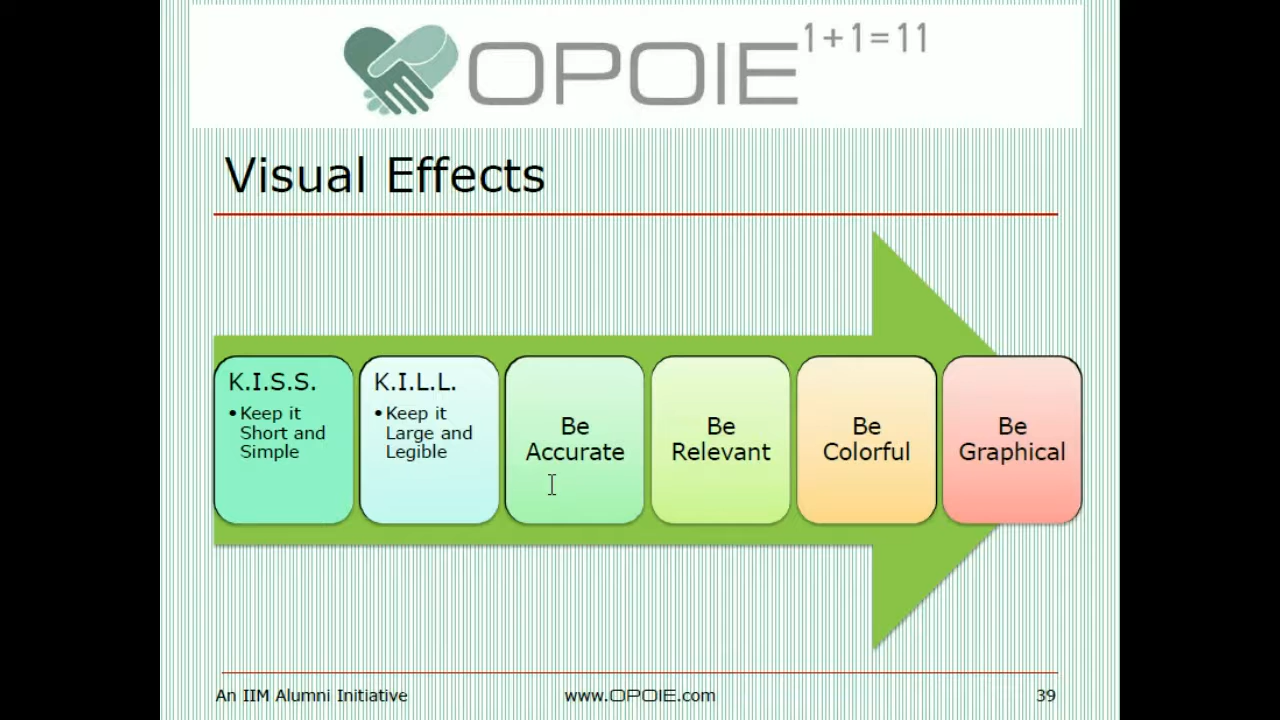 OPOIE 1+1=11
Visual Effects
K.I.S.S.
• Keep it
Short and
Simple
K.I.L.L.
• Keep it
Large and
Legible
Be
Accurate
Be
Relevant
Be
Colorful
Be
Graphical
An IIM Alumni Initiative
www.OPOIE.com
39